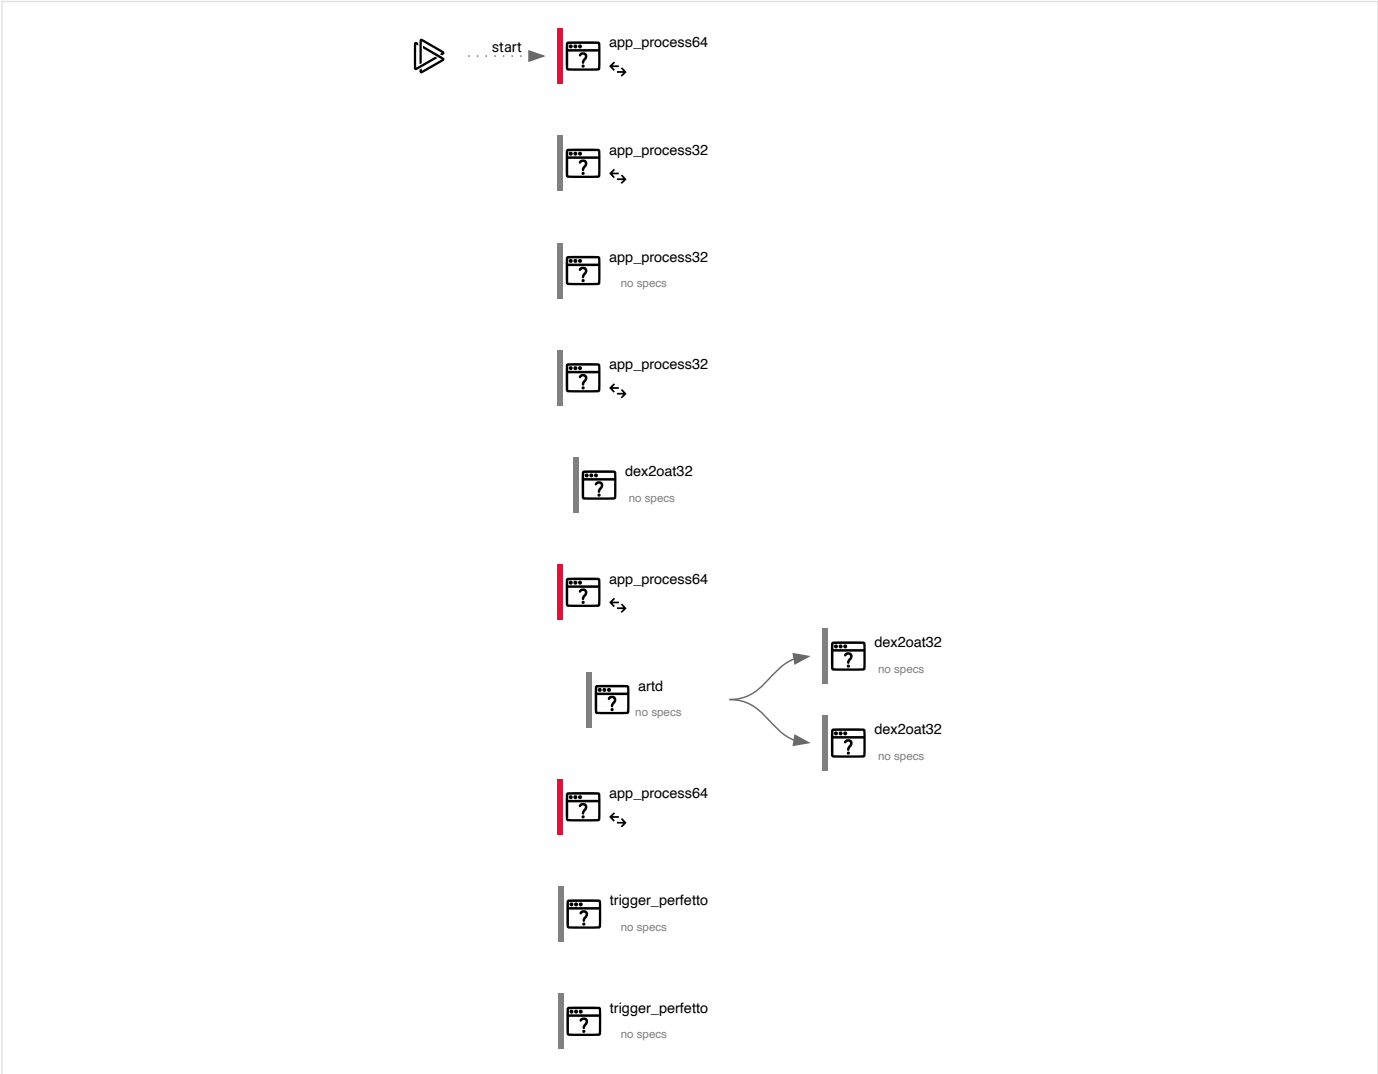 start
app_process64
app_process32
app_process32
no specs
app_process32
dex2oat32
no specs
app_process64
dex2oat32
no specs
artd
no specs
dex2oat32
no specs
app_process64
trigger_perfetto
no specs
trigger_perfetto
no specs